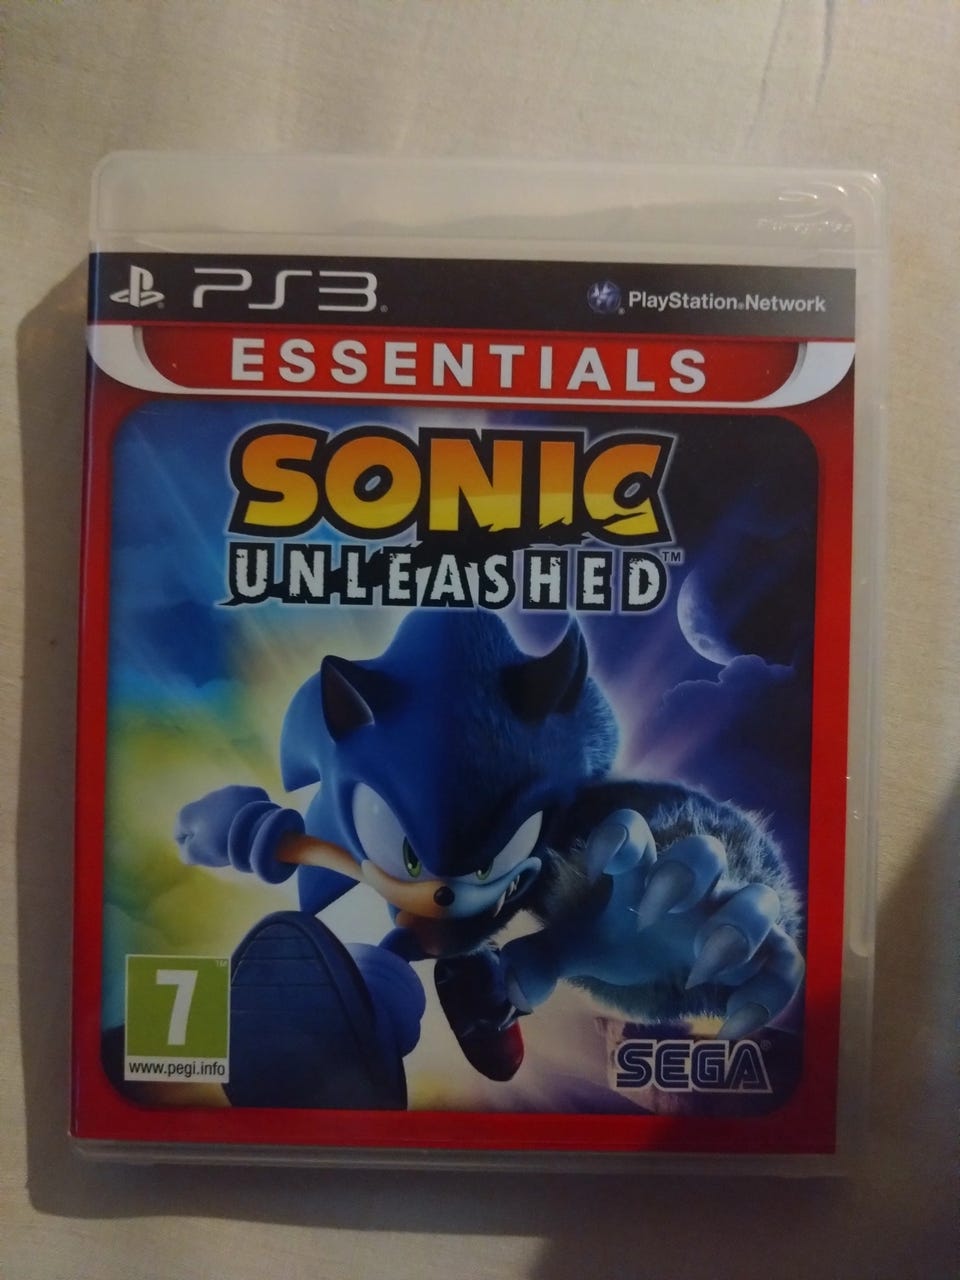 PS3
PlayStation®Network
ESSENTIALS
SONIC
UNLEASHED™
7
www.pegi.info
SEGA®